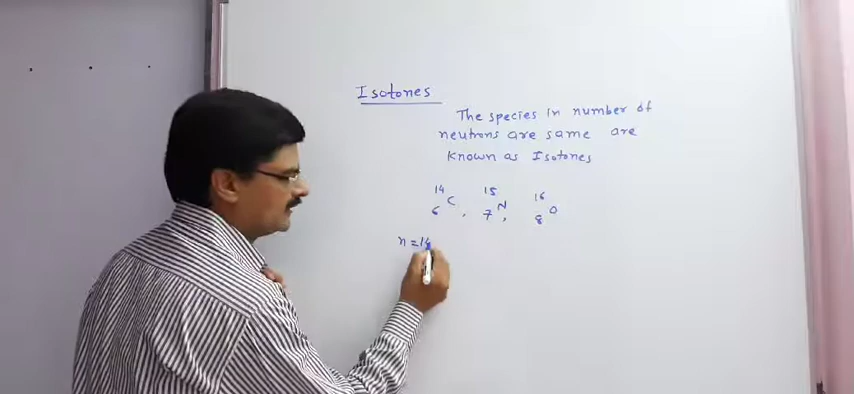 Isotones
The species in number of
neutrons are same are
known as Isotones
14 15 16
C, N, O
6 7 8
n = 14